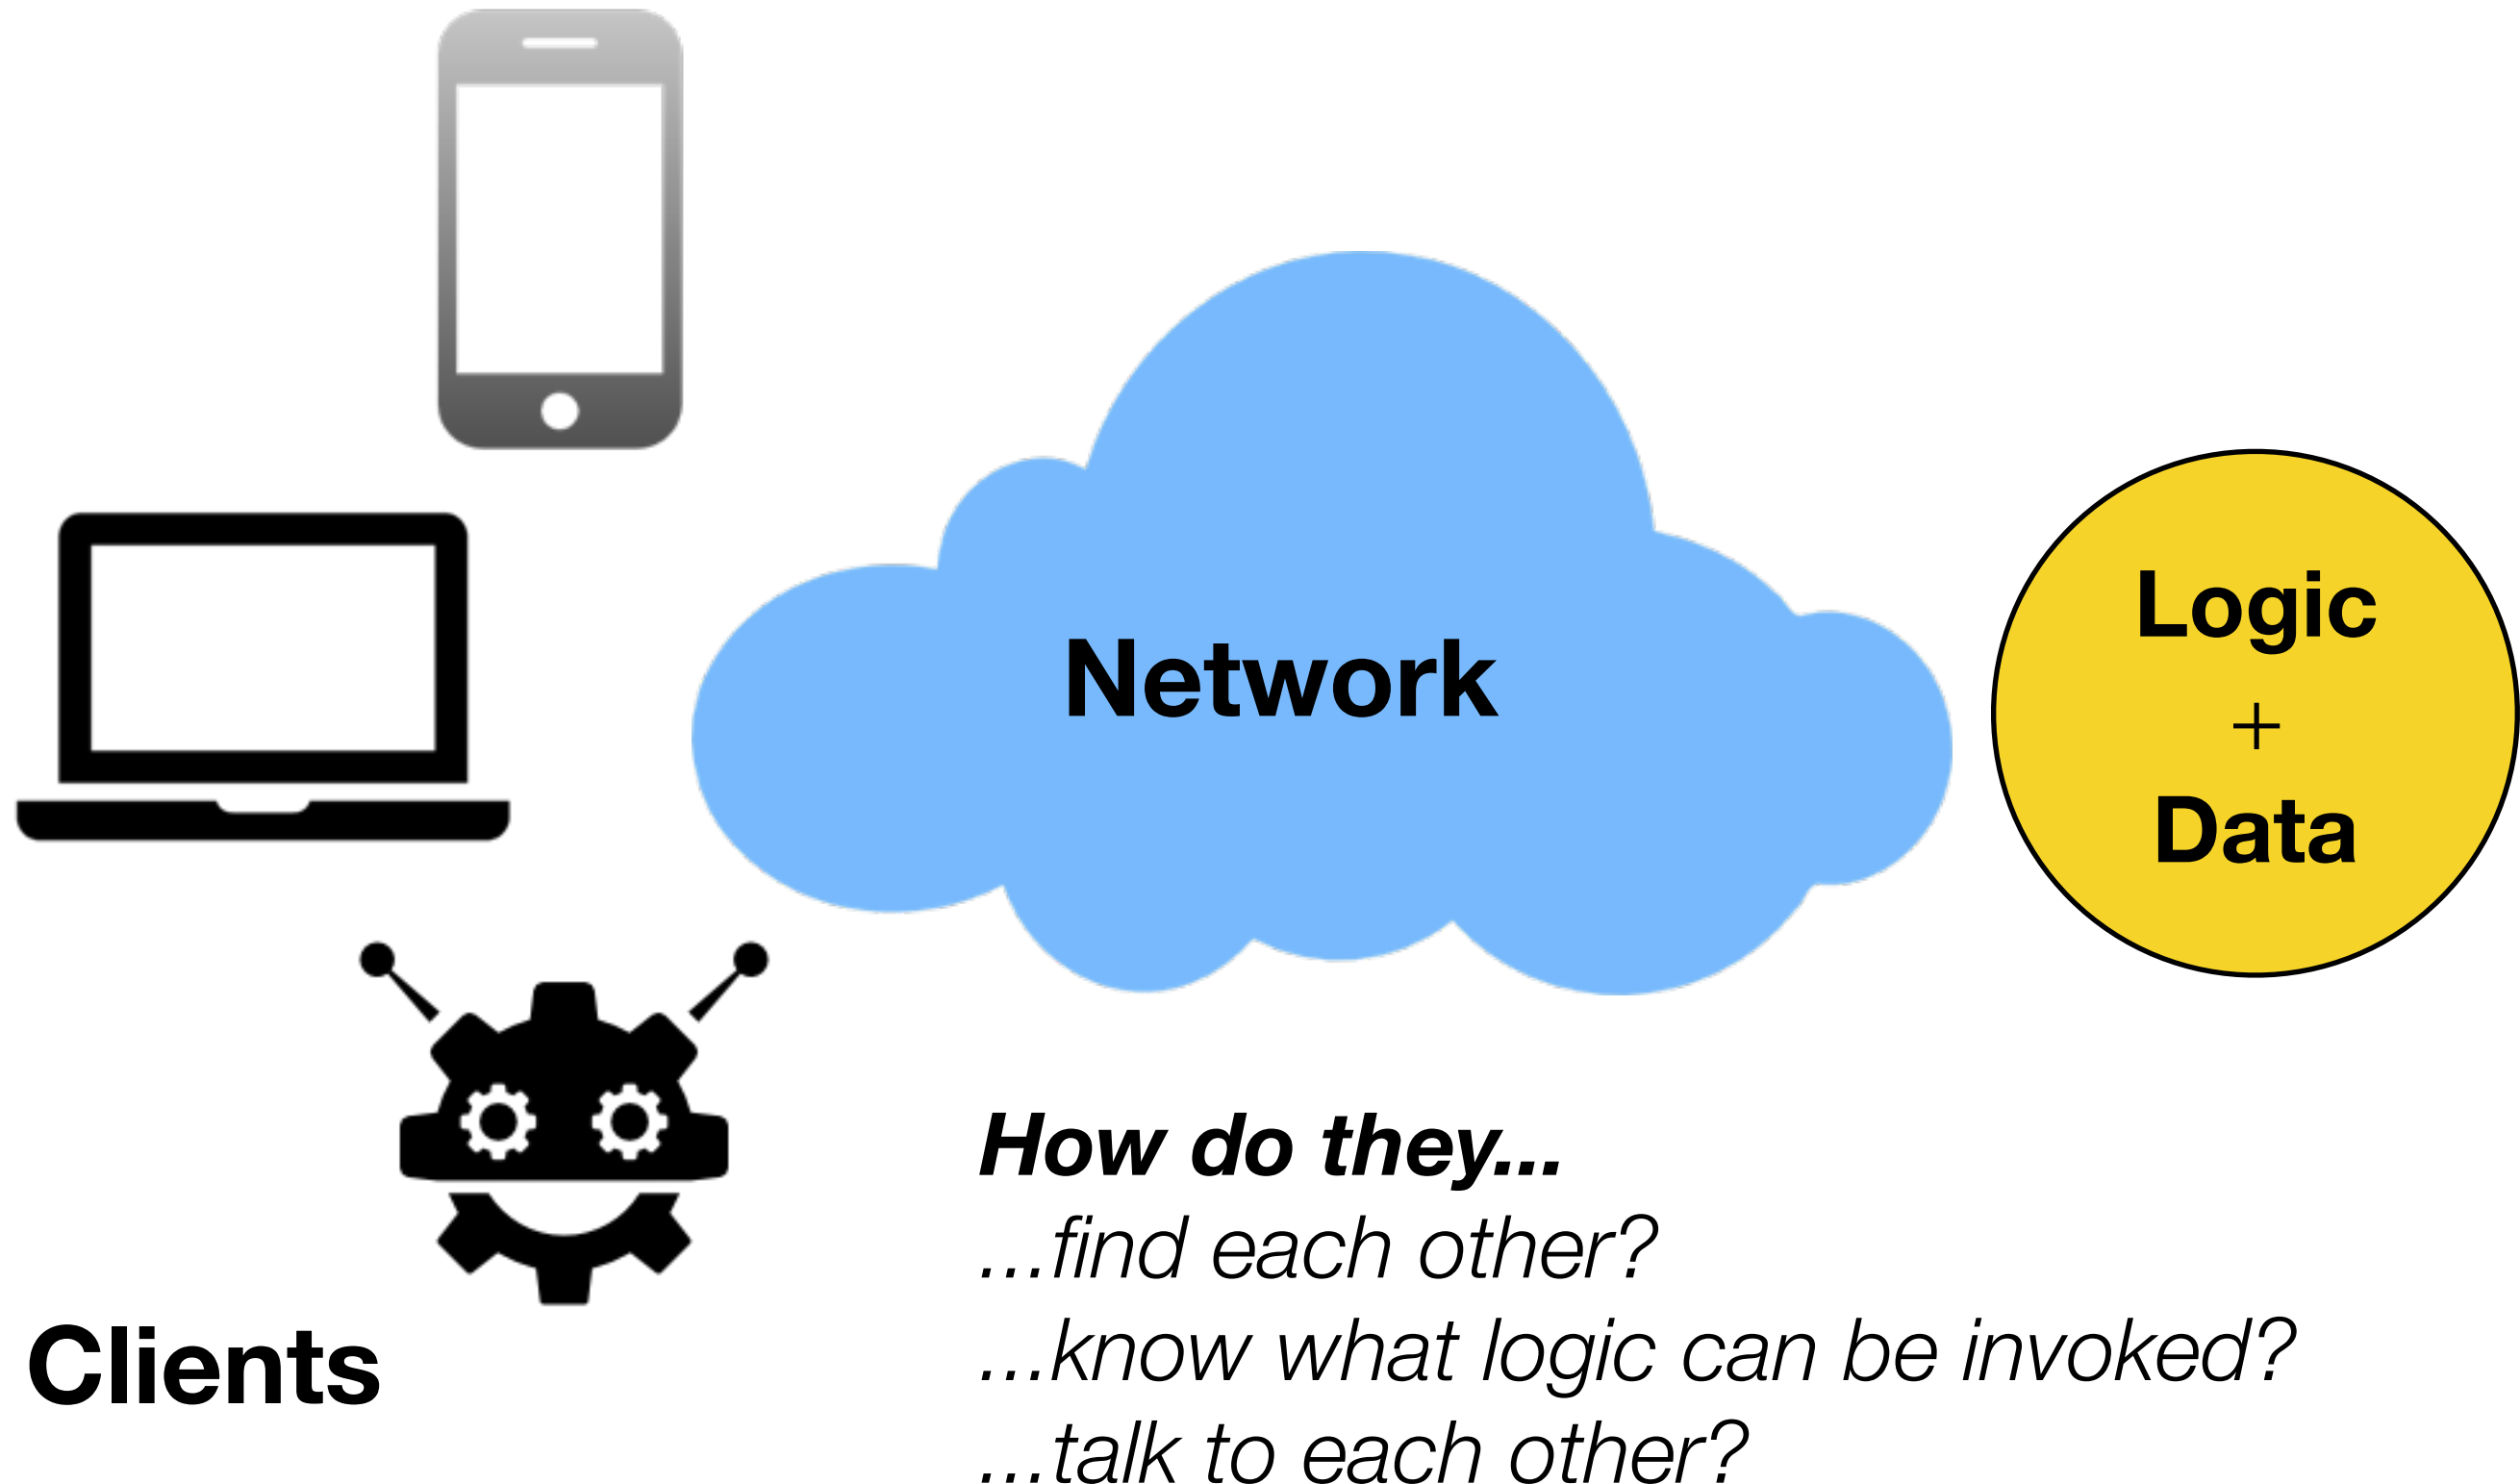 Network
Logic
+
Data
Clients
How do they...
...find each other?
...know what logic can be invoked?
...talk to each other?